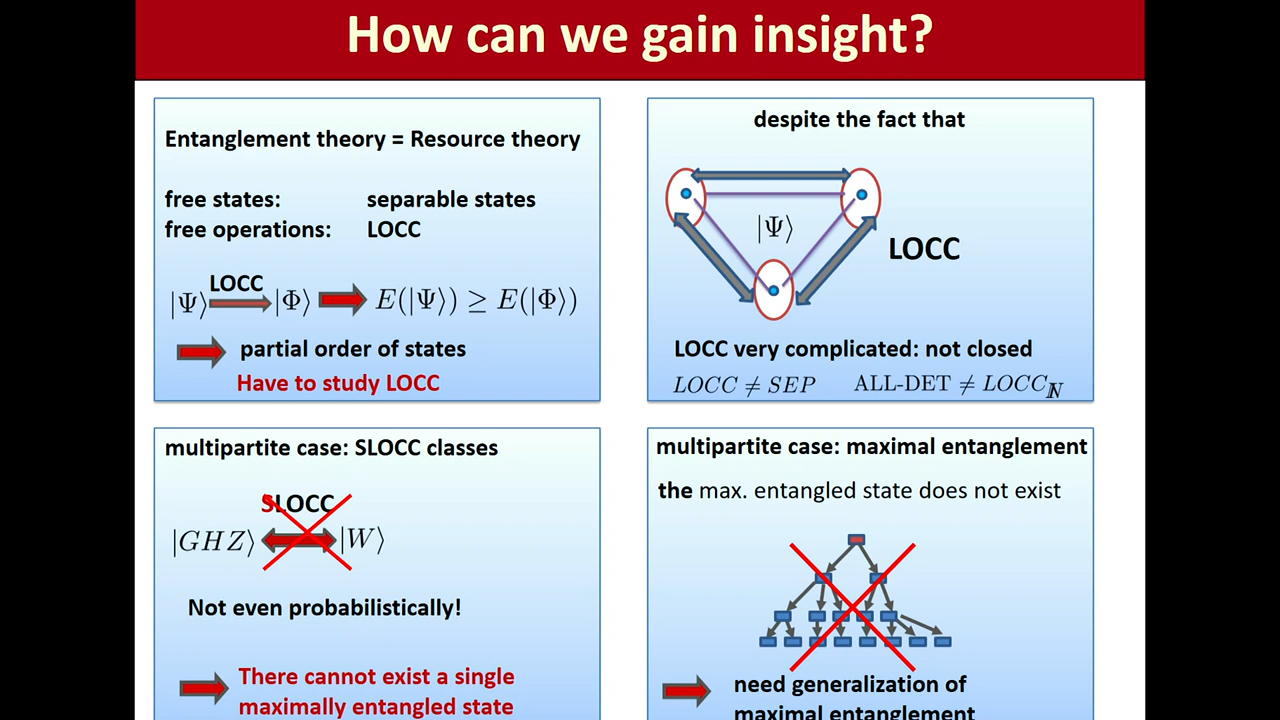 How can we gain insight?
Entanglement theory = Resource theory
free states: separable states
free operations: LOCC
LOCC
|Ψ⟩ |Φ⟩ E(|Ψ⟩) ≥ E(|Φ⟩)
partial order of states
Have to study LOCC
despite the fact that
|Ψ⟩
LOCC
LOCC very complicated: not closed
LOCC ≠ SEP ALL-DET ≠ LOCC_ℕ
multipartite case: SLOCC classes
SLOCC
|GHZ⟩ |W⟩
Not even probabilistically!
There cannot exist a single
maximally entangled state
multipartite case: maximal entanglement
the max. entangled state does not exist
need generalization of
maximal entanglement